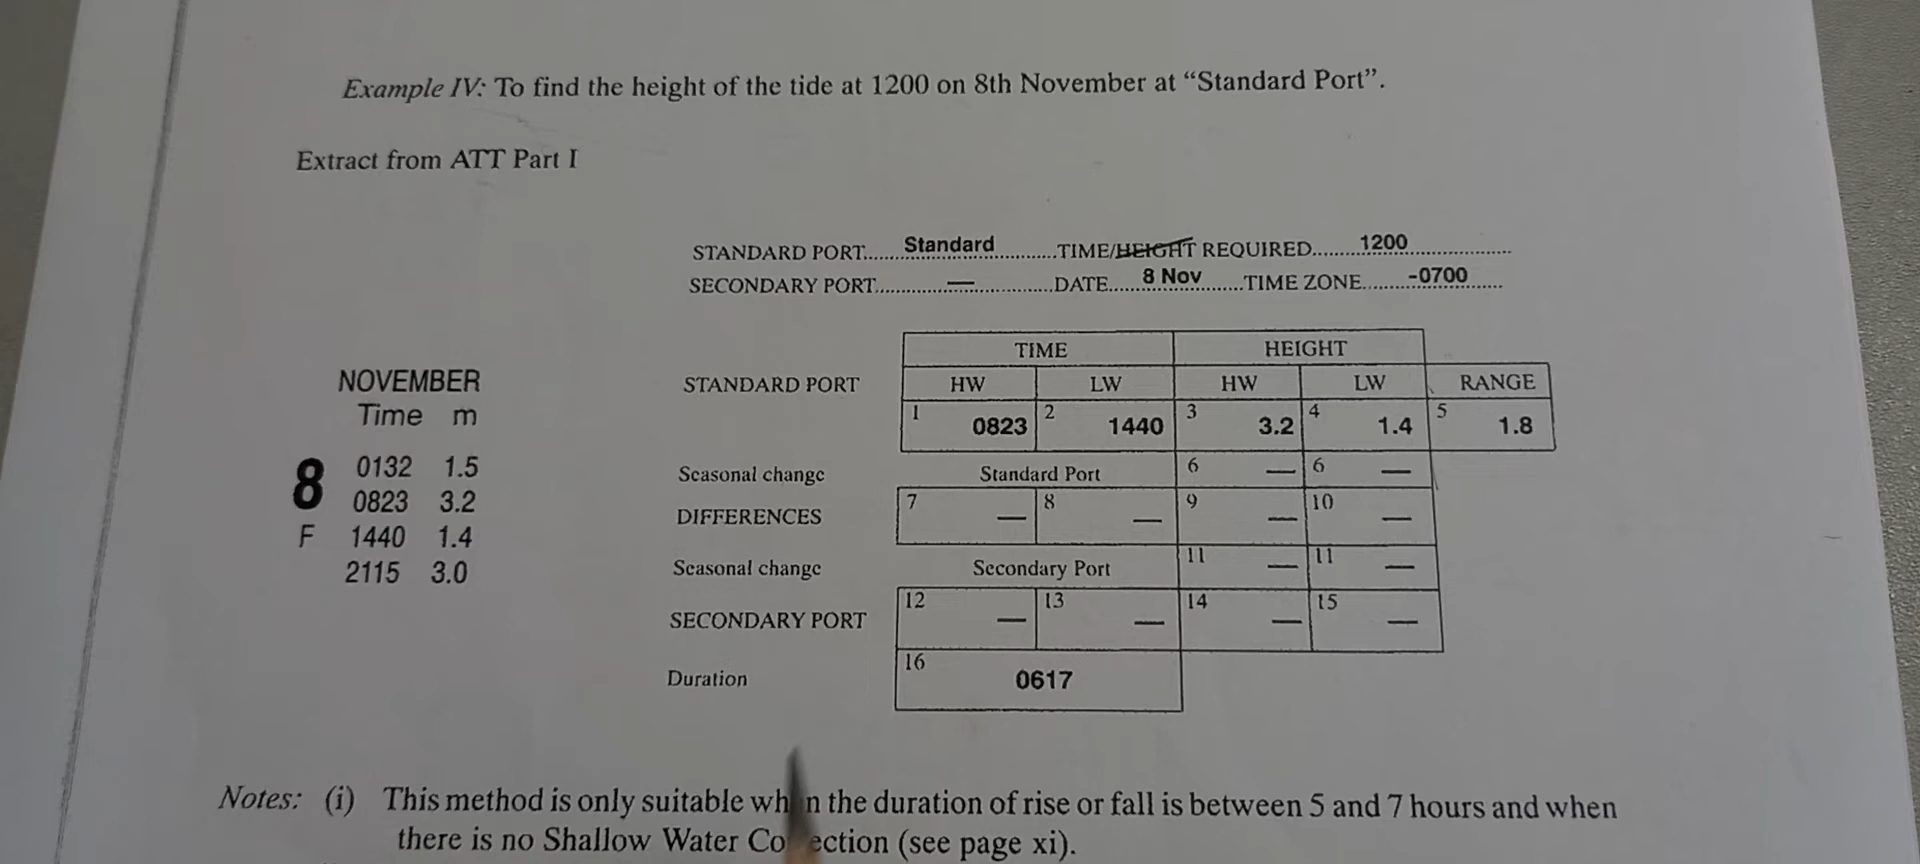 Example IV: To find the height of the tide at 1200 on 8th November at “Standard Port”.
Extract from ATT Part I
STANDARD PORT......Standard.............TIME/HEIGHT REQUIRED.......1200..................
SECONDARY PORT............—..............DATE......8 Nov.......TIME ZONE.........-0700......
TIME HEIGHT
NOVEMBER STANDARD PORT HW LW HW LW RANGE
Time m 1 0823 2 1440 3 3.2 4 1.4 5 1.8
8 0132 1.5 Seasonal change Standard Port 6 — 6 —
0823 3.2 DIFFERENCES 7 — 8 — 9 — 10 —
F 1440 1.4
2115 3.0 Seasonal change Secondary Port 11 — 11 —
SECONDARY PORT 12 — 13 — 14 — 15 —
Duration 16 0617
Notes: (i) This method is only suitable wh n the duration of rise or fall is between 5 and 7 hours and when
there is no Shallow Water Co ection (see page xi).